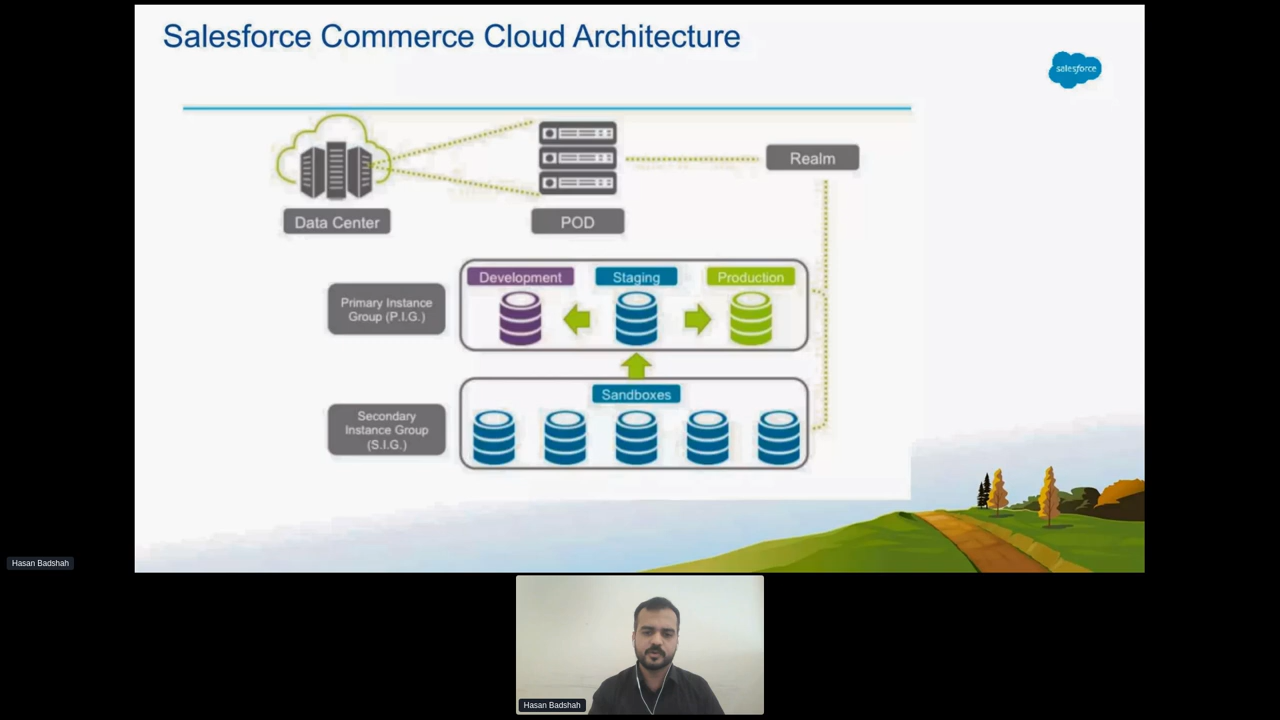 Salesforce Commerce Cloud Architecture
salesforce
Data Center
POD
Realm
Primary Instance
Group (P.I.G.)
Development
Staging
Production
Secondary
Instance Group
(S.I.G.)
Sandboxes
Hasan Badshah
Hasan Badshah